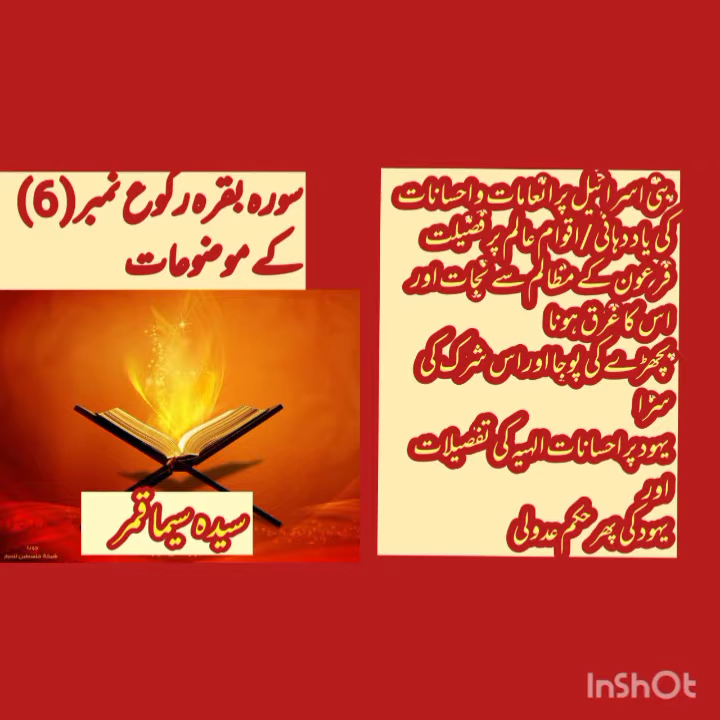 سورہ بقرہ رکوع نمبر(6)
کے موضوعات
بنی اسرائیل پر انعامات و احسانات
کی یاد دہانی/اقوام عالم پر فضیلت
فرعون کے مظالم سے نجات اور
اس کا غرق ہونا
بچھڑے کی پوجا اور اس شرک کی
سزا
یہود پر احسانات الہیہ کی تفصیلات
اور
یہود کی پھر حکم عدولی
سیدہ سیما قمر
InShOt